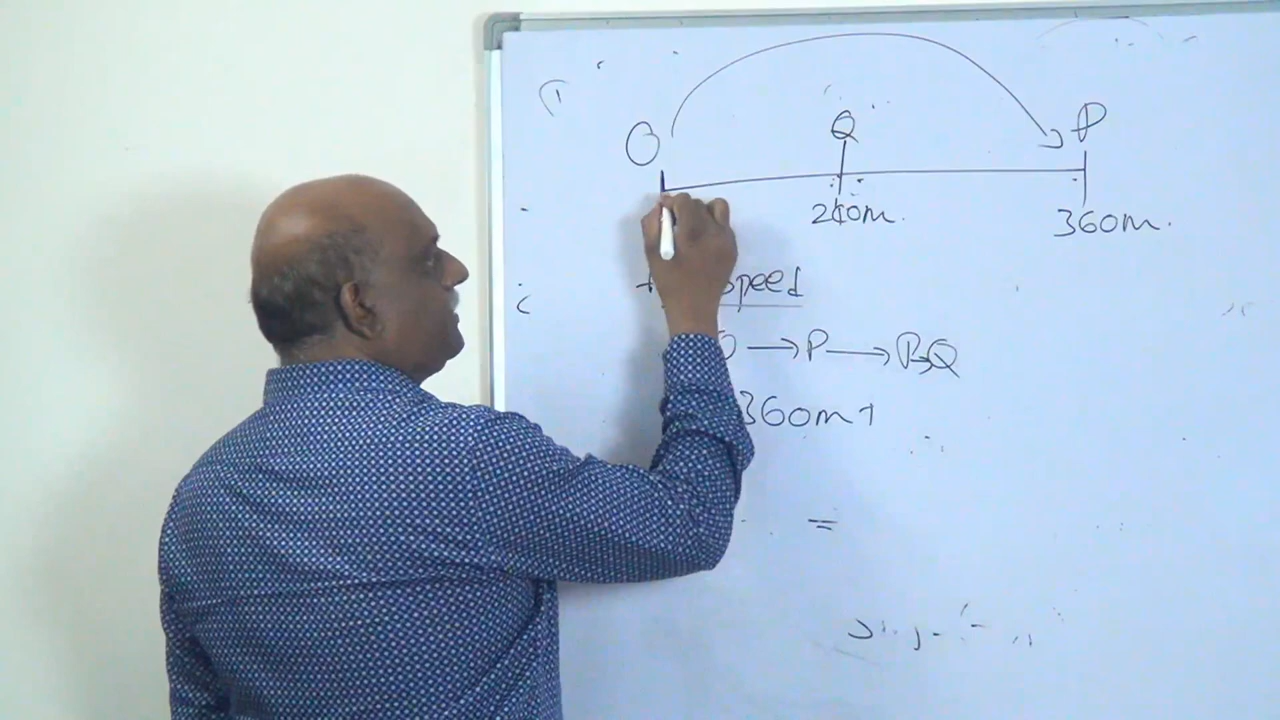 O Q P
240m. 360m.
speed
O → P → P→Q
360m+
=